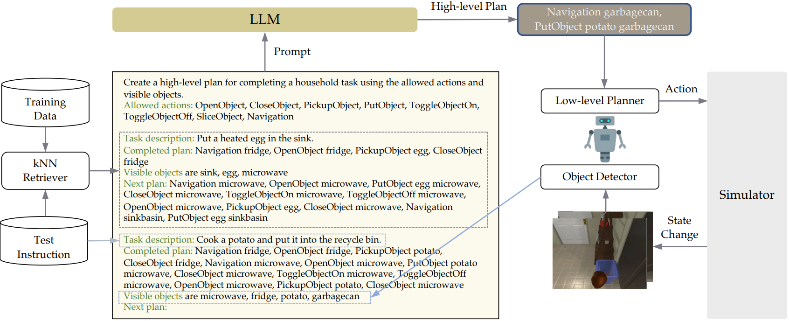 LLM
High-level Plan
Navigation garbagecan,
PutObject potato garbagecan
Prompt
Create a high-level plan for completing a household task using the allowed actions and
visible objects.
Allowed actions: OpenObject, CloseObject, PickupObject, PutObject, ToggleObjectOn,
ToggleObjectOff, SliceObject, Navigation
Task description: Put a heated egg in the sink.
Completed plan: Navigation fridge, OpenObject fridge, PickupObject egg, CloseObject
fridge
Visible objects are sink, egg, microwave
Next plan: Navigation microwave, OpenObject microwave, PutObject egg microwave,
CloseObject microwave, ToggleObjectOn microwave, ToggleObjectOff microwave,
OpenObject microwave, PickupObject egg, CloseObject microwave, Navigation
sinkbasin, PutObject egg sinkbasin
Task description: Cook a potato and put it into the recycle bin.
Completed plan: Navigation fridge, OpenObject fridge, PickupObject potato,
CloseObject fridge, Navigation microwave, OpenObject microwave, PutObject potato
microwave, CloseObject microwave, ToggleObjectOn microwave, ToggleObjectOff
microwave, OpenObject microwave, PickupObject potato, CloseObject microwave
Visible objects are microwave, fridge, potato, garbagecan
Next plan:
Training
Data
kNN
Retriever
Test
Instruction
Low-level Planner
Action
Object Detector
State
Change
Simulator